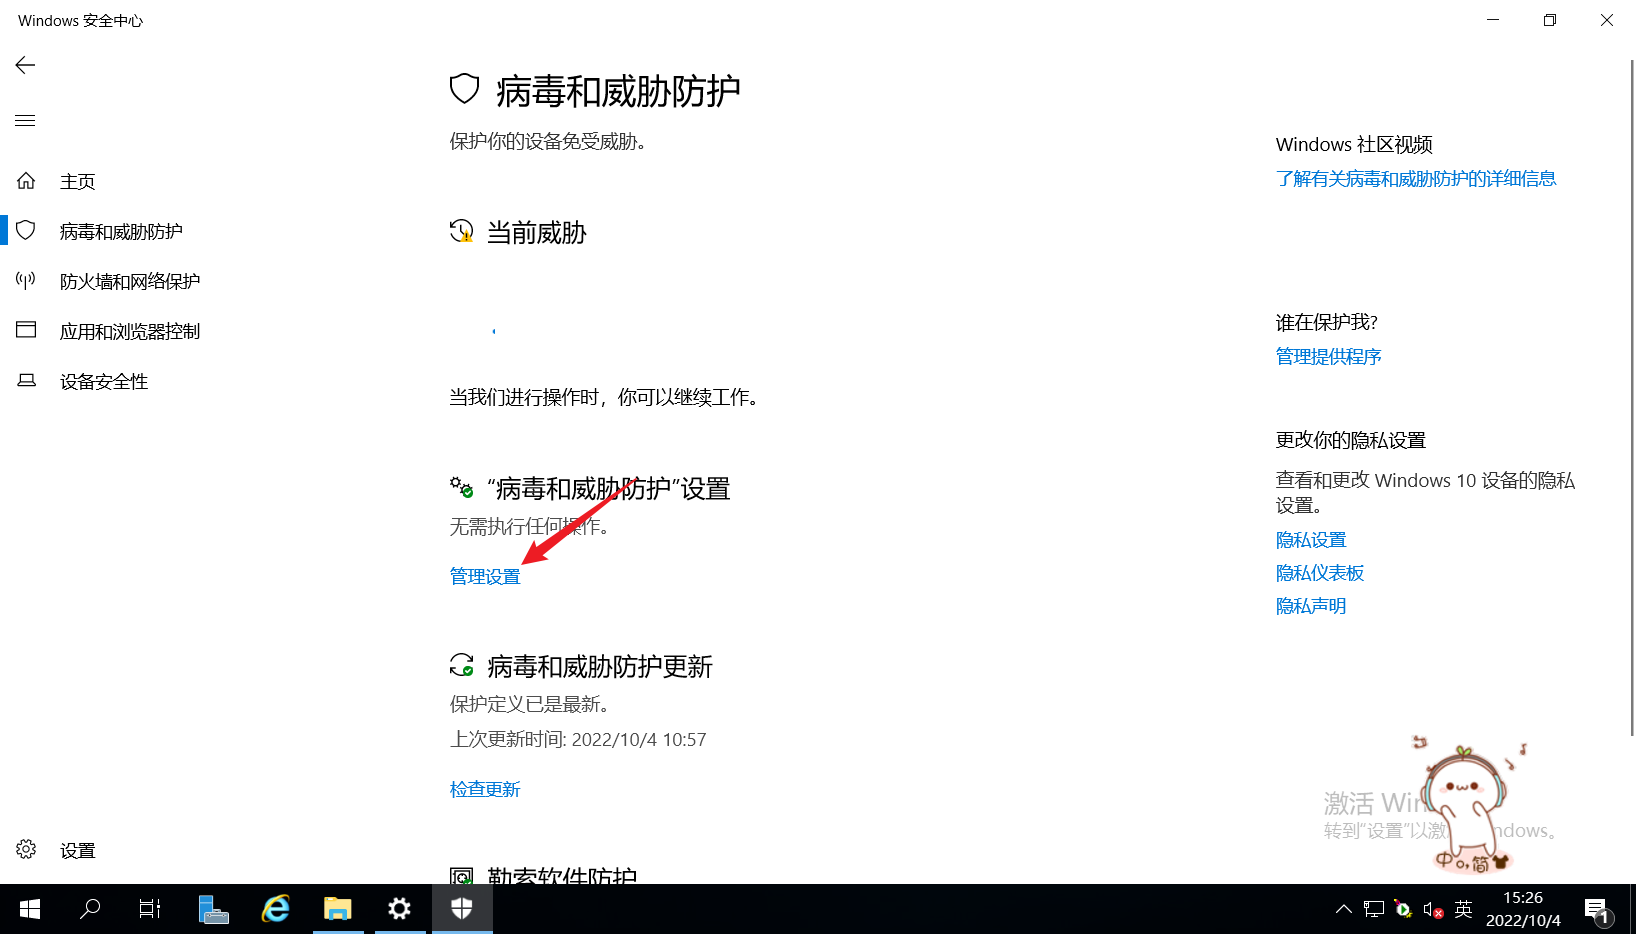 Windows 安全中心
主页
病毒和威胁防护
防火墙和网络保护
应用和浏览器控制
设备安全性
设置
病毒和威胁防护
保护你的设备免受威胁。
当前威胁
当我们进行操作时，你可以继续工作。
“病毒和威胁防护”设置
无需执行任何操作。
管理设置
病毒和威胁防护更新
保护定义已是最新。
上次更新时间: 2022/10/4 10:57
检查更新
勒索软件防护
Windows 社区视频
了解有关病毒和威胁防护的详细信息
谁在保护我?
管理提供程序
更改你的隐私设置
查看和更改 Windows 10 设备的隐私
设置。
隐私设置
隐私仪表板
隐私声明
激活 Win
转到“设置”以激 ndows。
中 简
英
15:26
2022/10/4
1